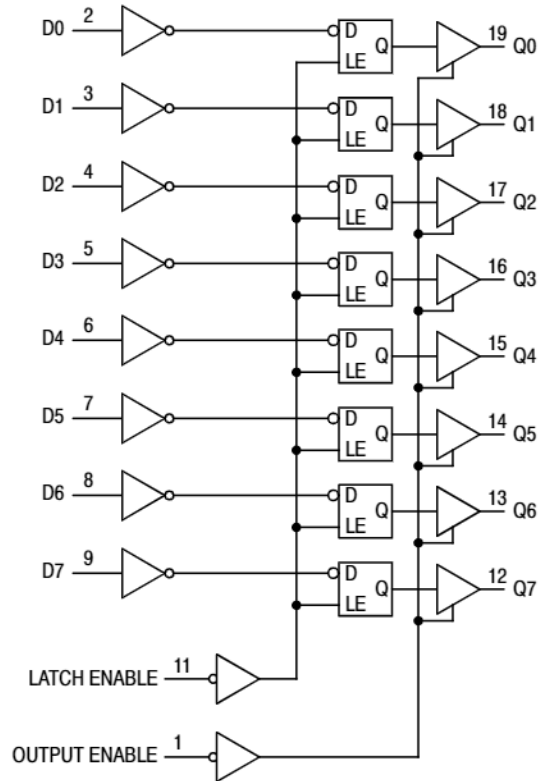 D0 2 D Q LE 19 Q0
D1 3 D Q LE 18 Q1
D2 4 D Q LE 17 Q2
D3 5 D Q LE 16 Q3
D4 6 D Q LE 15 Q4
D5 7 D Q LE 14 Q5
D6 8 D Q LE 13 Q6
D7 9 D Q LE 12 Q7
LATCH ENABLE 11
OUTPUT ENABLE 1